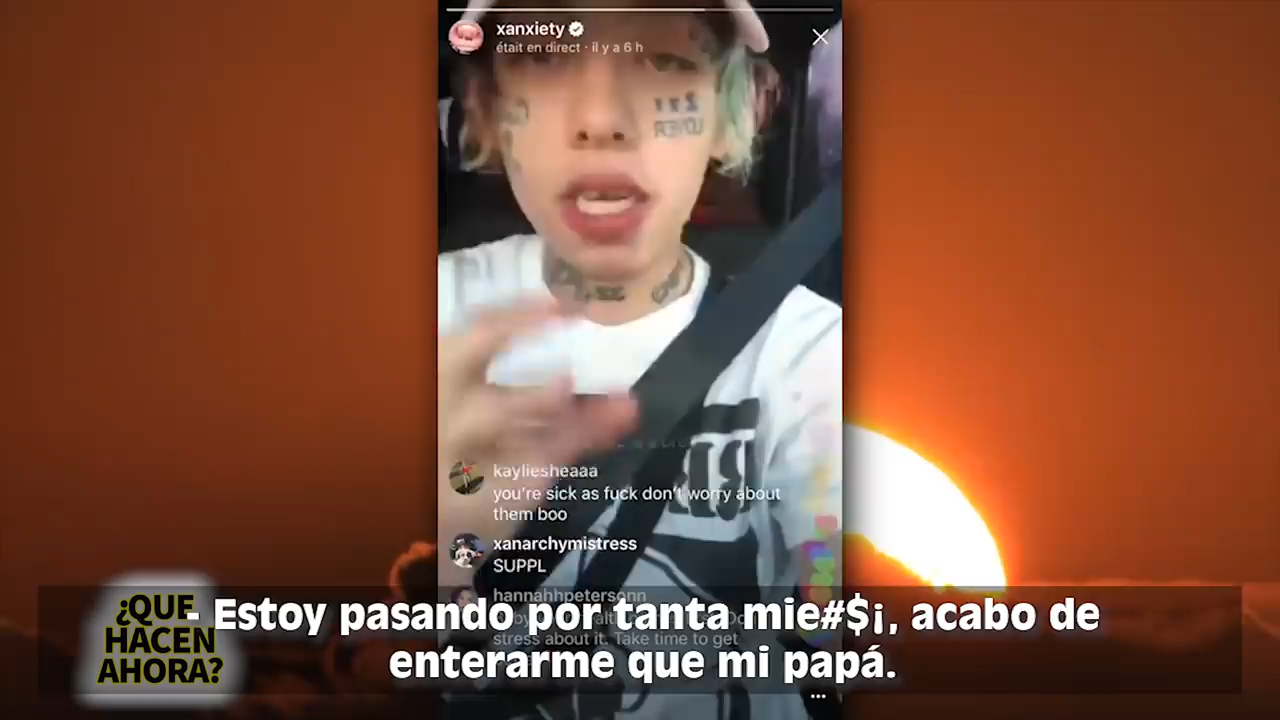 xanxiety
était en direct · il y a 6 h
LOVER
kayliesheaaa
you're sick as fuck don't worry about
them boo
xanarchymistress
SUPPL
hannahhpetersonn
stress about it. Take time to get
¿QUE
HACEN
AHORA?
- Estoy pasando por tanta mie#$¡, acabo de
enterarme que mi papá.